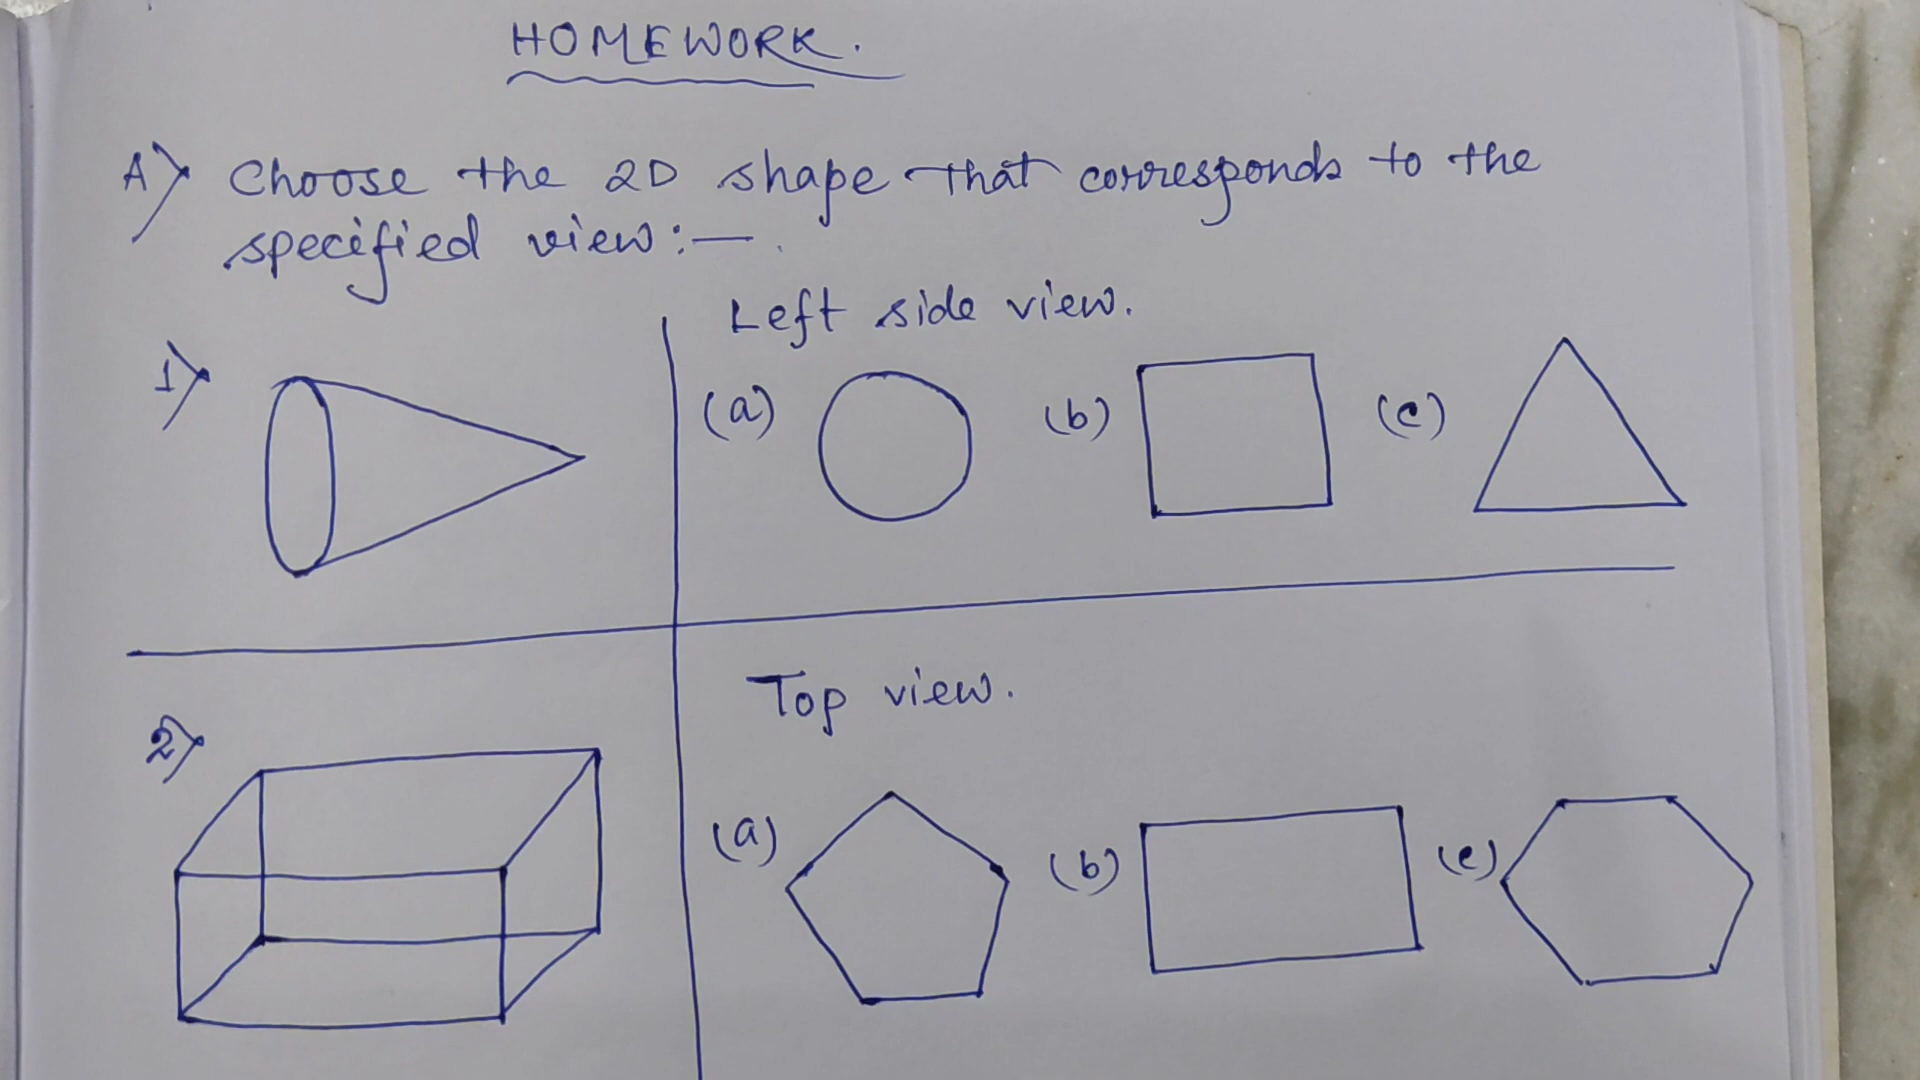 HOMEWORK.
A) Choose the 2D shape that corresponds to the
specified view:-
Left side view.
1)
(a) (b) (c)
Top view.
2)
(a) (b) (c)